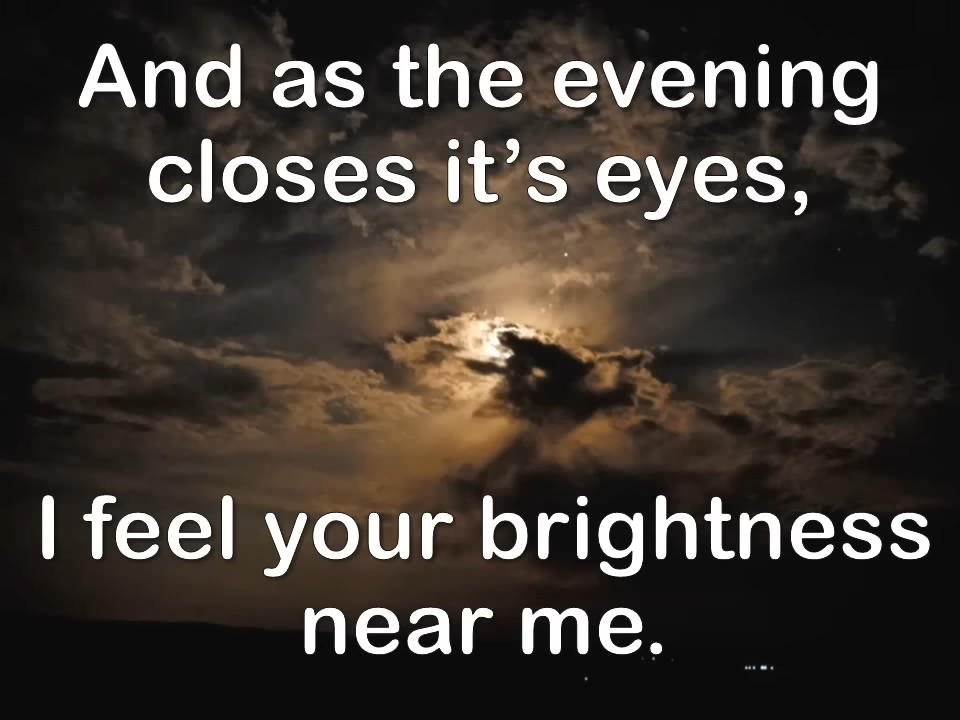 And as the evening
closes it’s eyes,
I feel your brightness
near me.